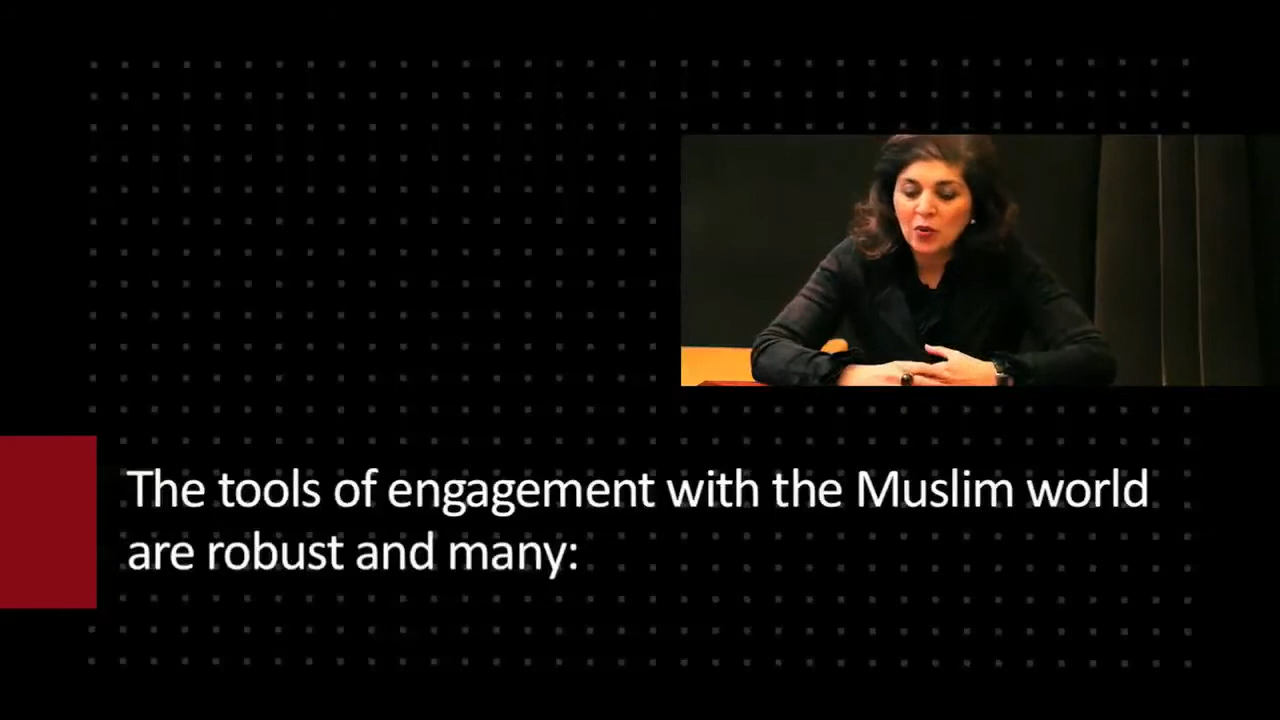 The tools of engagement with the Muslim world
are robust and many: